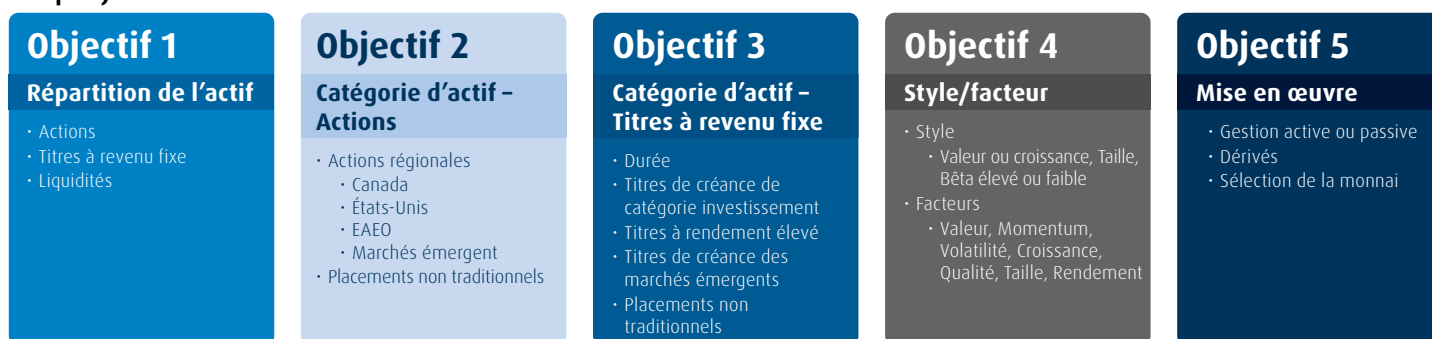 Objectif 1
Répartition de l'actif
· Actions
· Titres à revenu fixe
· Liquidités
Objectif 2
Catégorie d'actif –
Actions
· Actions régionales
· Canada
· États-Unis
· EAEO
· Marchés émergent
· Placements non traditionnels
Objectif 3
Catégorie d'actif –
Titres à revenu fixe
· Durée
· Titres de créance de
catégorie investissement
· Titres à rendement élevé
· Titres de créance des
marchés émergents
· Placements non
traditionnels
Objectif 4
Style/facteur
· Style
· Valeur ou croissance, Taille,
Bêta élevé ou faible
· Facteurs
· Valeur, Momentum,
Volatilité, Croissance,
Qualité, Taille, Rendement
Objectif 5
Mise en œuvre
· Gestion active ou passive
· Dérivés
· Sélection de la monnai